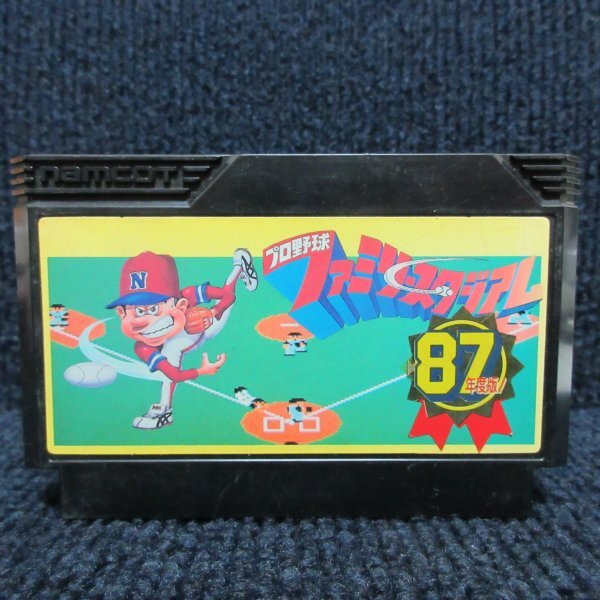 namcot
プロ野球
ファミリースタジアム
N
87
年度版!